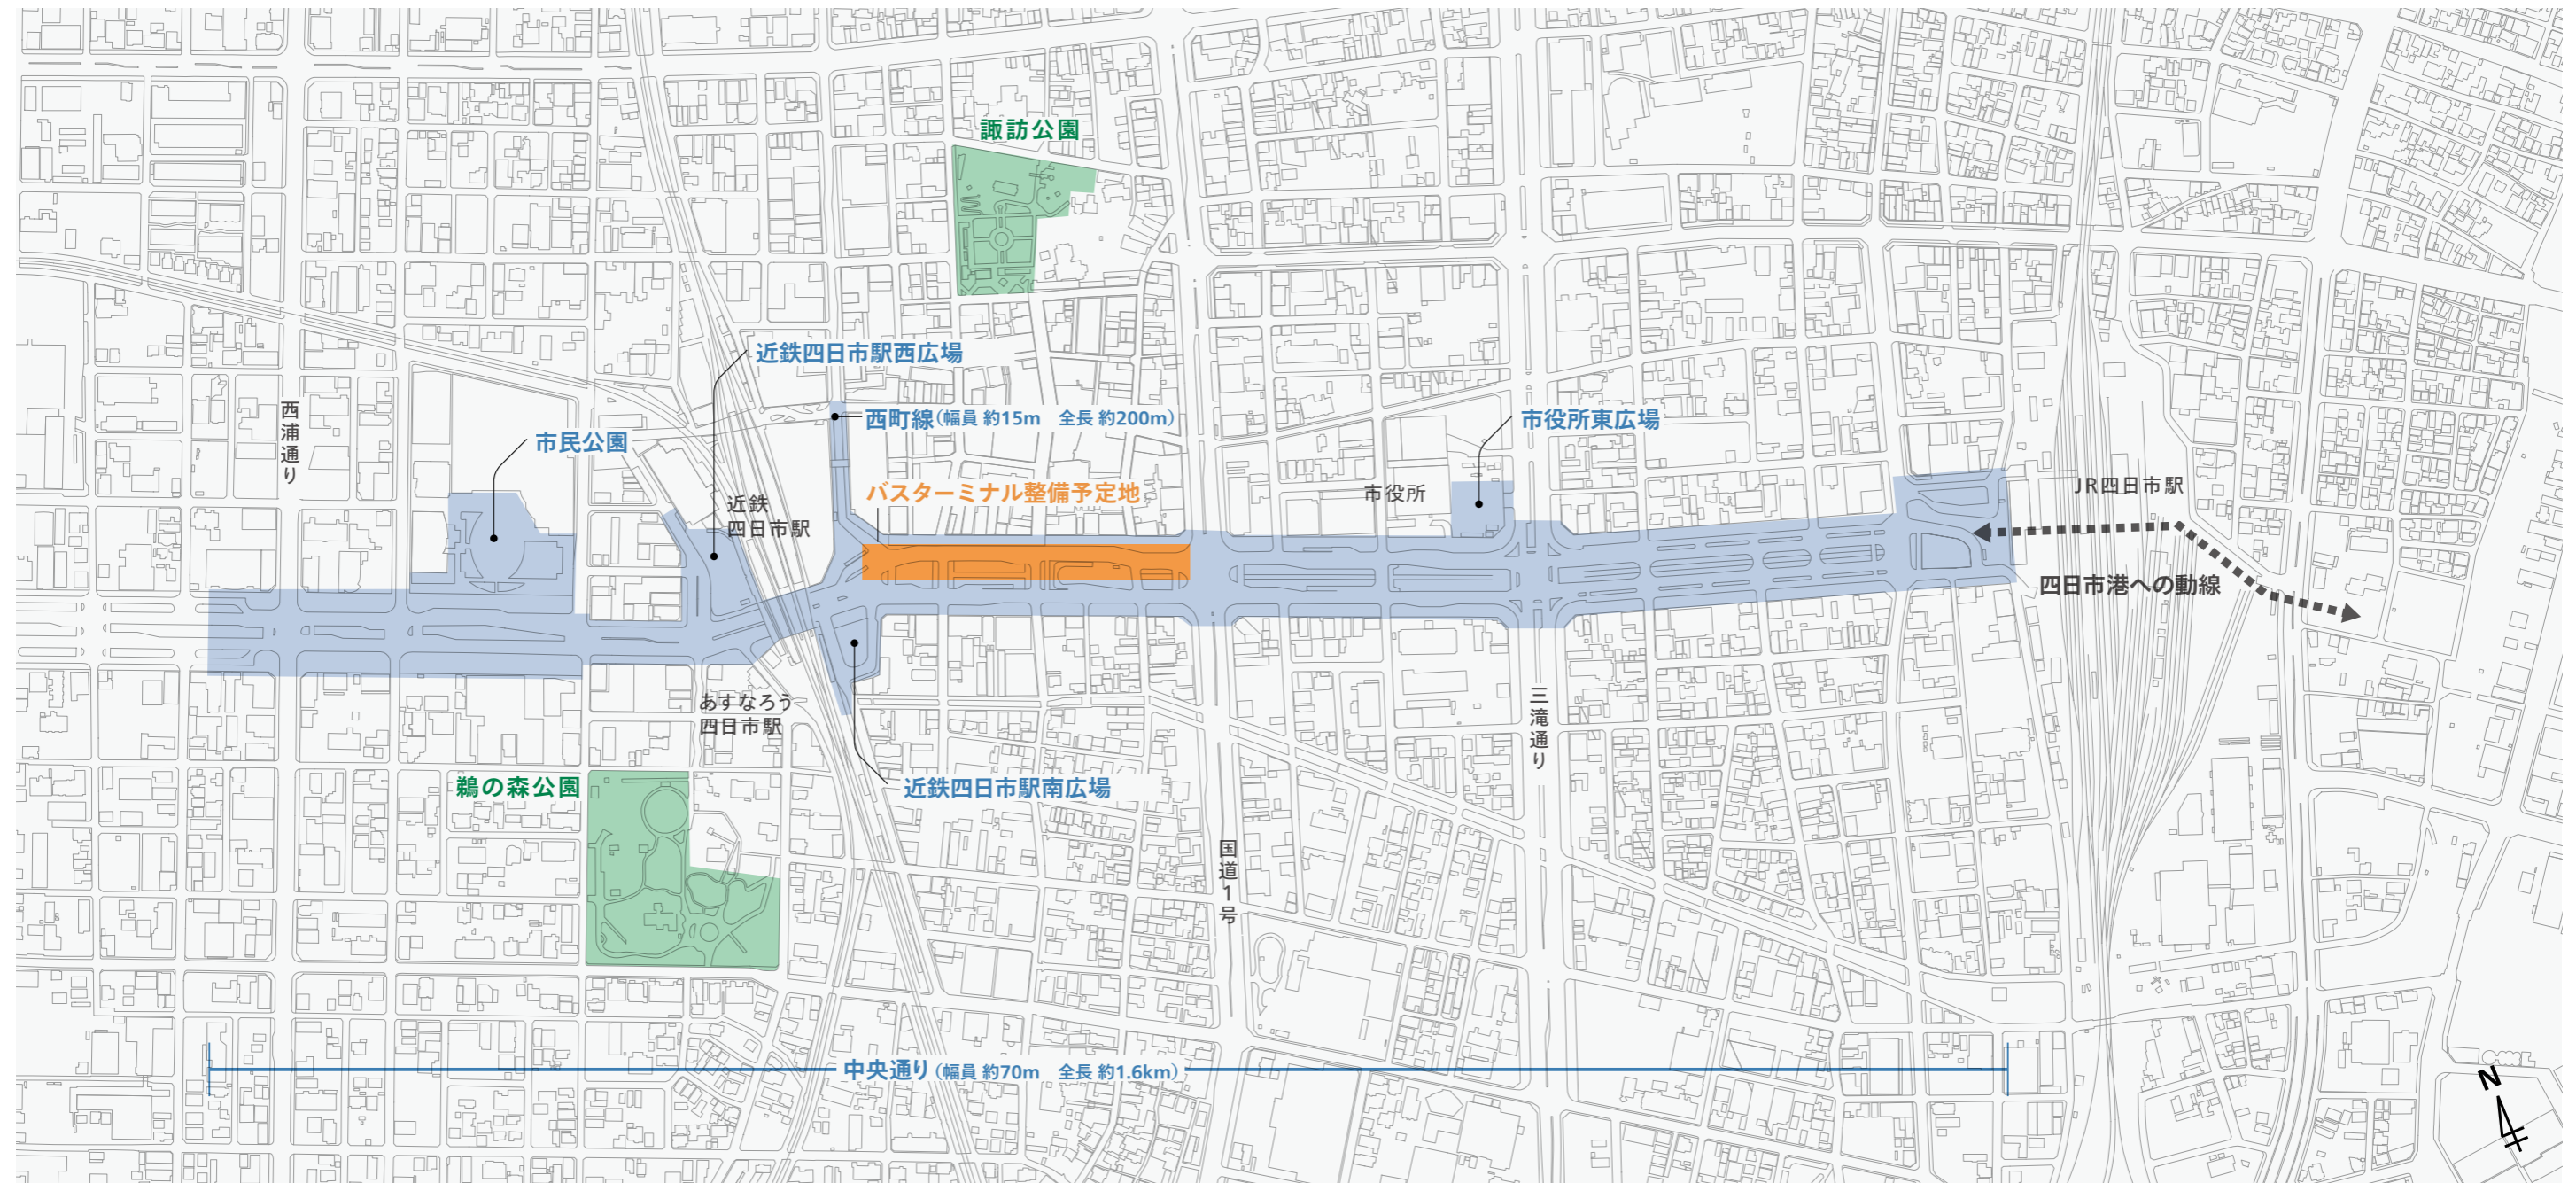 諏訪公園
近鉄四日市駅西広場
西浦通り
西町線（幅員 約15m　全長 約200m）
市役所東広場
市民公園
バスターミナル整備予定地
市役所
JR四日市駅
近鉄
四日市駅
四日市港への動線
あすなろう
四日市駅
三滝通り
鵜の森公園
近鉄四日市駅南広場
国道1号
中央通り（幅員 約70m　全長 約1.6km）
N